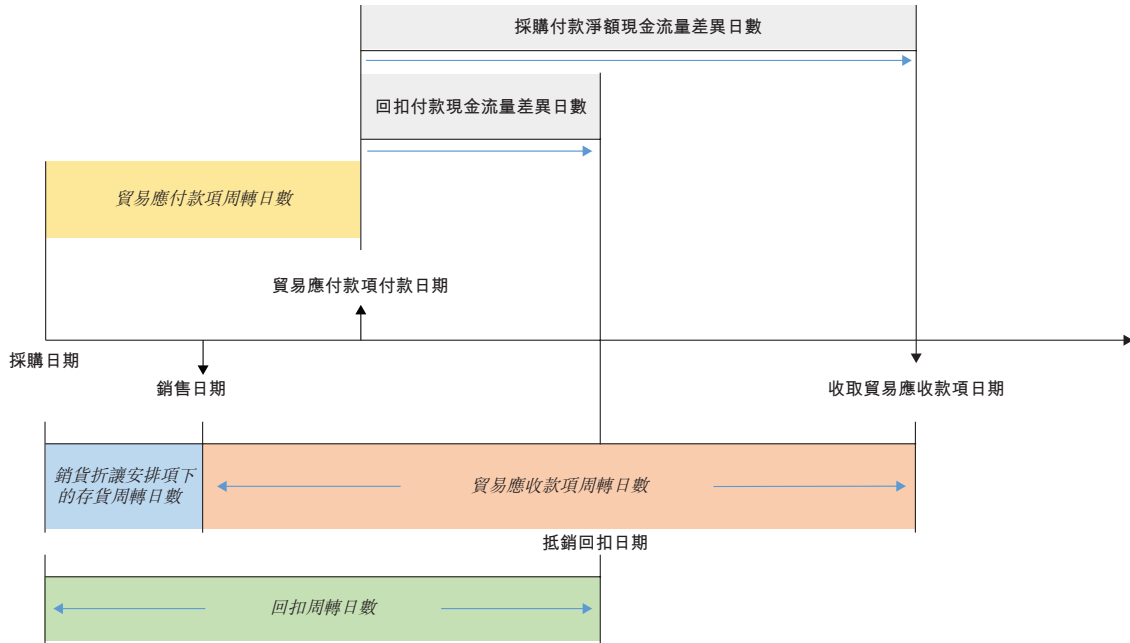 採購付款淨額現金流量差異日數
回扣付款現金流量差異日數
貿易應付款項周轉日數
貿易應付款項付款日期
採購日期
銷售日期
收取貿易應收款項日期
銷貨折讓安排項下
的存貨周轉日數
貿易應收款項周轉日數
抵銷回扣日期
回扣周轉日數